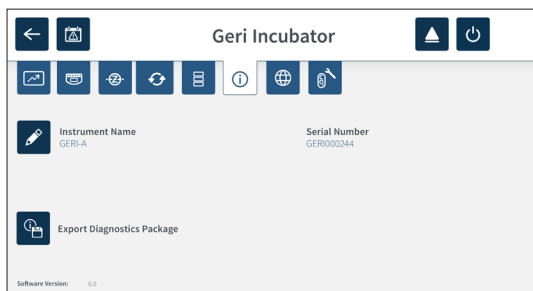 Geri Incubator
Instrument Name
GERI-A
Serial Number
GERI000244
Export Diagnostics Package
Software Version: 6.0